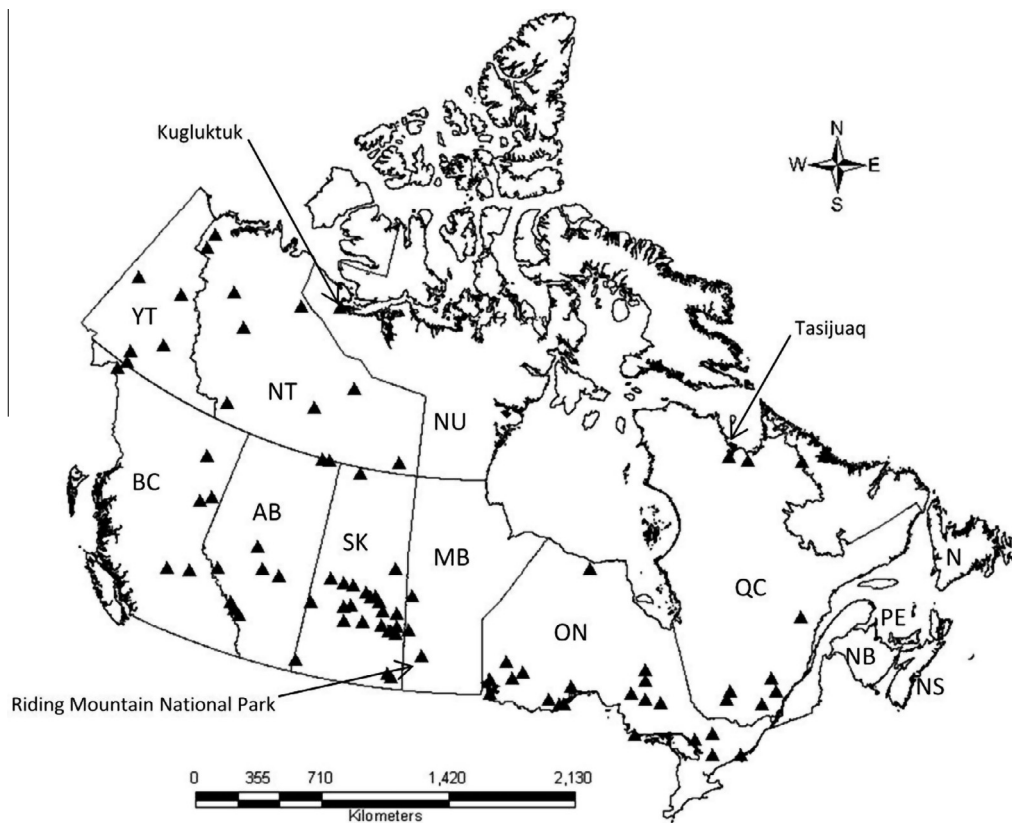 Kugluktuk
N
W E
S
Tasijuaq
YT
NT
NU
BC
AB
SK
MB
QC
N
ON
PE
NB
NS
Riding Mountain National Park
0 355 710 1,420 2,130
Kilometers